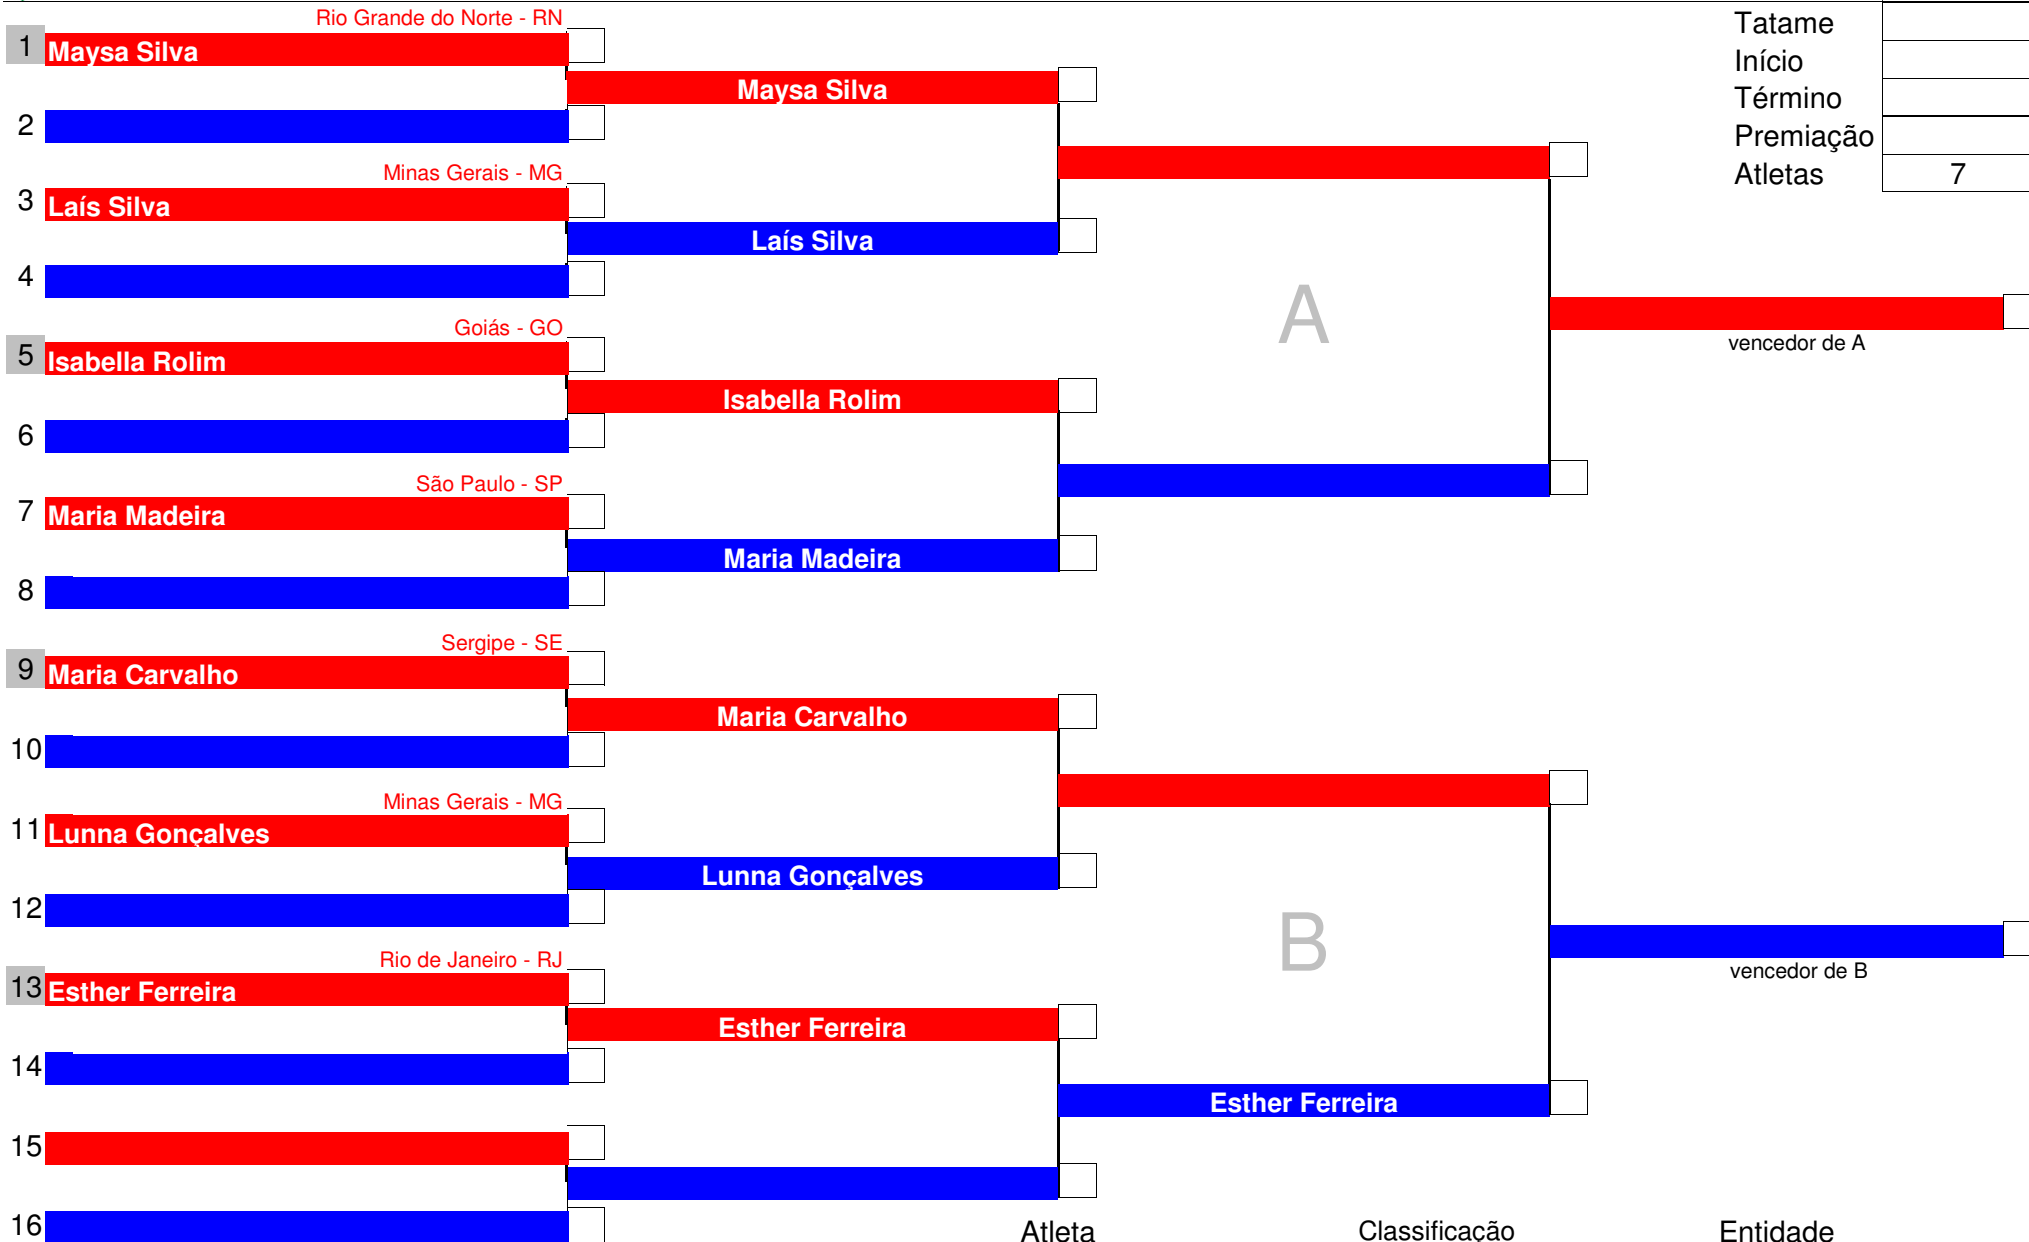 Rio Grande do Norte - RN
Tatame
1 Maysa Silva
Início
Maysa Silva
Término
2
Premiação
Minas Gerais - MG
Atletas 7
3 Laís Silva
Laís Silva
4
A
Goiás - GO
vencedor de A
5 Isabella Rolim
Isabella Rolim
6
São Paulo - SP
7 Maria Madeira
Maria Madeira
8
Sergipe - SE
9 Maria Carvalho
Maria Carvalho
10
Minas Gerais - MG
11 Lunna Gonçalves
Lunna Gonçalves
12
B
Rio de Janeiro - RJ
vencedor de B
13 Esther Ferreira
Esther Ferreira
14
Esther Ferreira
15
16
Atleta Classificação Entidade